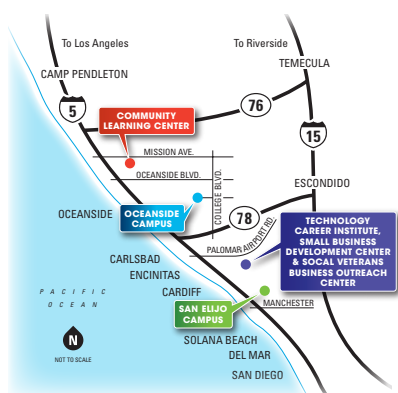 To Los Angeles
To Riverside
TEMECULA
CAMP PENDLETON
5
76
COMMUNITY
LEARNING CENTER
15
MISSION AVE.
OCEANSIDE BLVD.
COLLEGE BLVD.
ESCONDIDO
OCEANSIDE
OCEANSIDE
CAMPUS
78
PALOMAR AIRPORT RD.
TECHNOLOGY
CAREER INSTITUTE,
SMALL BUSINESS
DEVELOPMENT CENTER
& SOCAL VETERANS
BUSINESS OUTREACH
CENTER
CARLSBAD
ENCINITAS
CARDIFF
PACIFIC
OCEAN
SAN ELIJO
CAMPUS
MANCHESTER
N
NOT TO SCALE
SOLANA BEACH
DEL MAR
SAN DIEGO